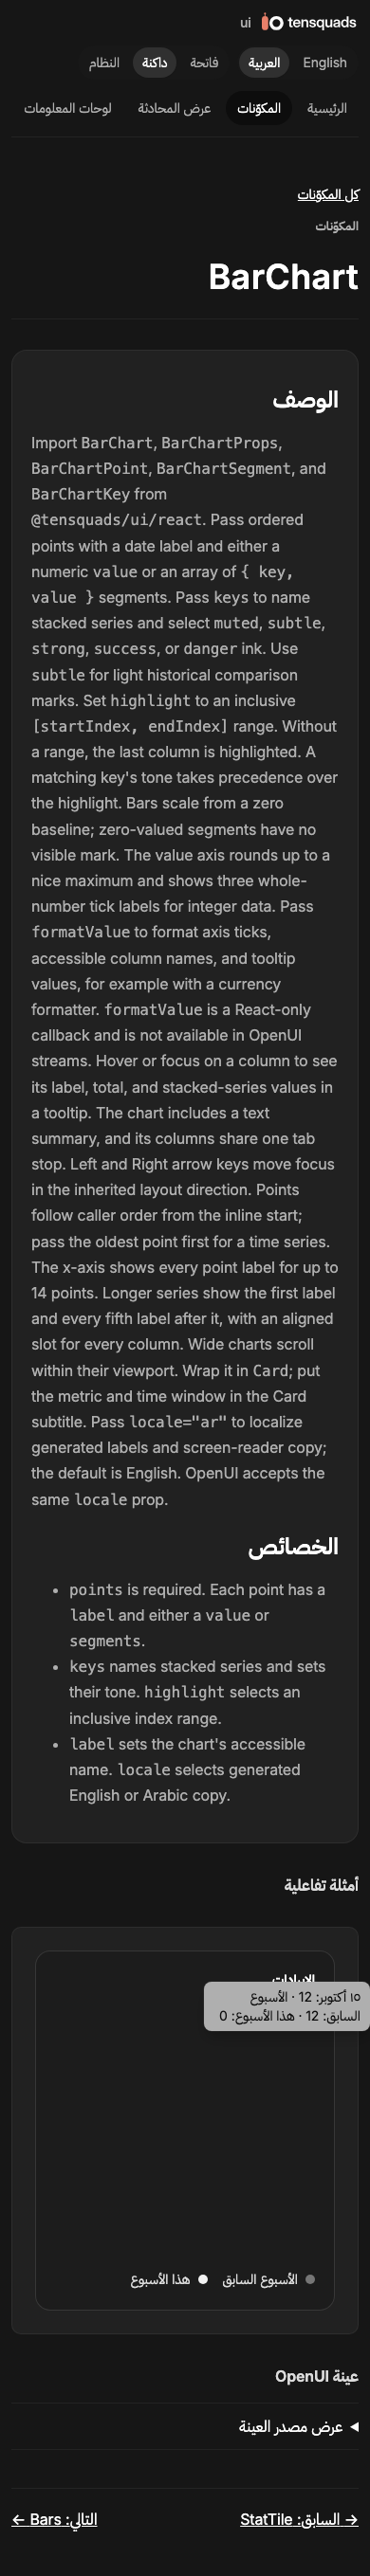 tensquads ui
English العربية داكنة فاتحة النظام
الرئيسية المكوّنات عرض المحادثة لوحات المعلومات
كل المكوّنات
المكوّنات
BarChart
الوصف
Import BarChart, BarChartProps,
BarChartPoint, BarChartSegment, and
BarChartKey from
@tensquads/ui/react. Pass ordered
points with a date label and either a
numeric value or an array of { key,
value } segments. Pass keys to name
stacked series and select muted, subtle,
strong, success, or danger ink. Use
subtle for light historical comparison
marks. Set highlight to an inclusive
[startIndex, endIndex] range. Without
a range, the last column is highlighted. A
matching key's tone takes precedence over
the highlight. Bars scale from a zero
baseline; zero-valued segments have no
visible mark. The value axis rounds up to a
nice maximum and shows three whole-
number tick labels for integer data. Pass
formatValue to format axis ticks,
accessible column names, and tooltip
values, for example with a currency
formatter. formatValue is a React-only
callback and is not available in OpenUI
streams. Hover or focus on a column to see
its label, total, and stacked-series values in
a tooltip. The chart includes a text
summary, and its columns share one tab
stop. Left and Right arrow keys move focus
in the inherited layout direction. Points
follow caller order from the inline start;
pass the oldest point first for a time series.
The x-axis shows every point label for up to
14 points. Longer series show the first label
and every fifth label after it, with an aligned
slot for every column. Wide charts scroll
within their viewport. Wrap it in Card; put
the metric and time window in the Card
subtitle. Pass locale="ar" to localize
generated labels and screen-reader copy;
the default is English. OpenUI accepts the
same locale prop.
الخصائص
• points is required. Each point has a
label and either a value or
segments.
• keys names stacked series and sets
their tone. highlight selects an
inclusive index range.
• label sets the chart's accessible
name. locale selects generated
English or Arabic copy.
أمثلة تفاعلية
الإيرادات
١٥ أكتوبر: 12 · الأسبوع
السابق: 12 · هذا الأسبوع: 0
الأسبوع السابق هذا الأسبوع
عينة OpenUI
عرض مصدر العينة
→ السابق: StatTile التالي: Bars ←